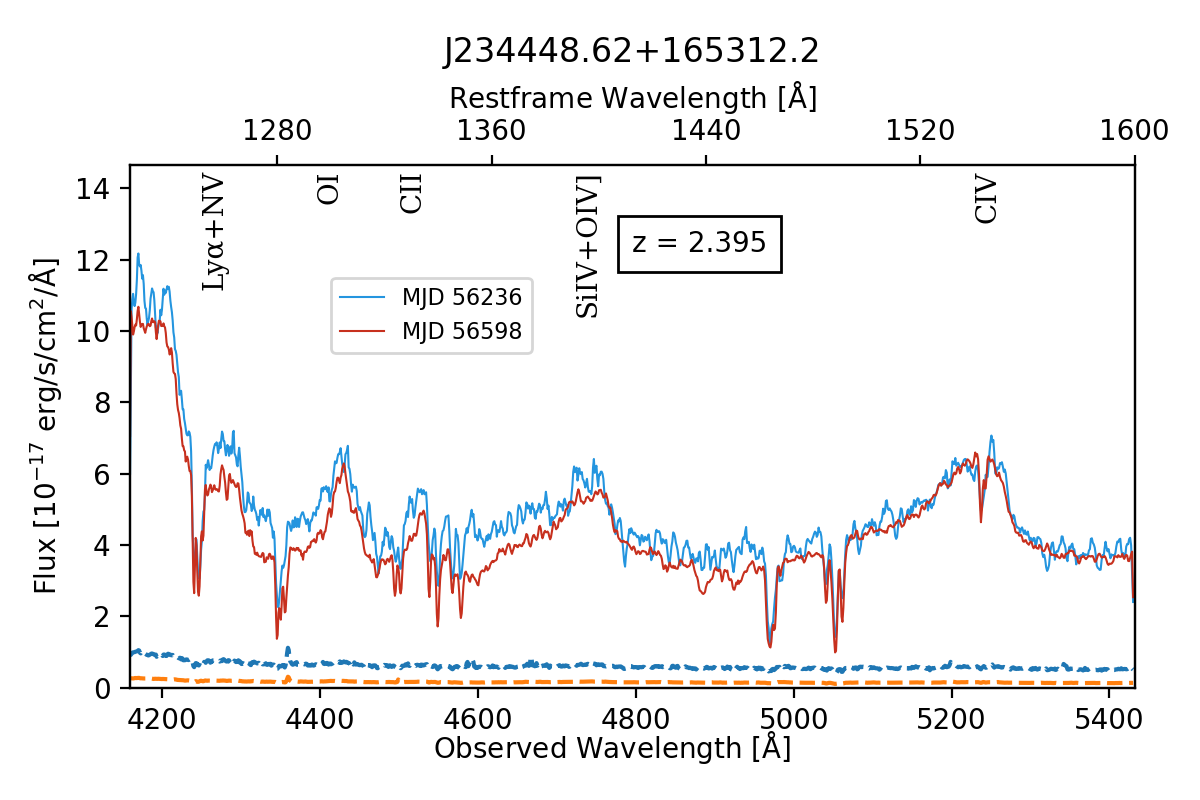 J234448.62+165312.2
Restframe Wavelength [Å]
1280 1360 1440 1520 1600
Lyα+NV
OI
CII
SiIV+OIV]
CIV
z = 2.395
MJD 56236
MJD 56598
14
12
10
8
6
4
2
0
Flux [10⁻¹⁷ erg/s/cm²/Å]
4200 4400 4600 4800 5000 5200 5400
Observed Wavelength [Å]